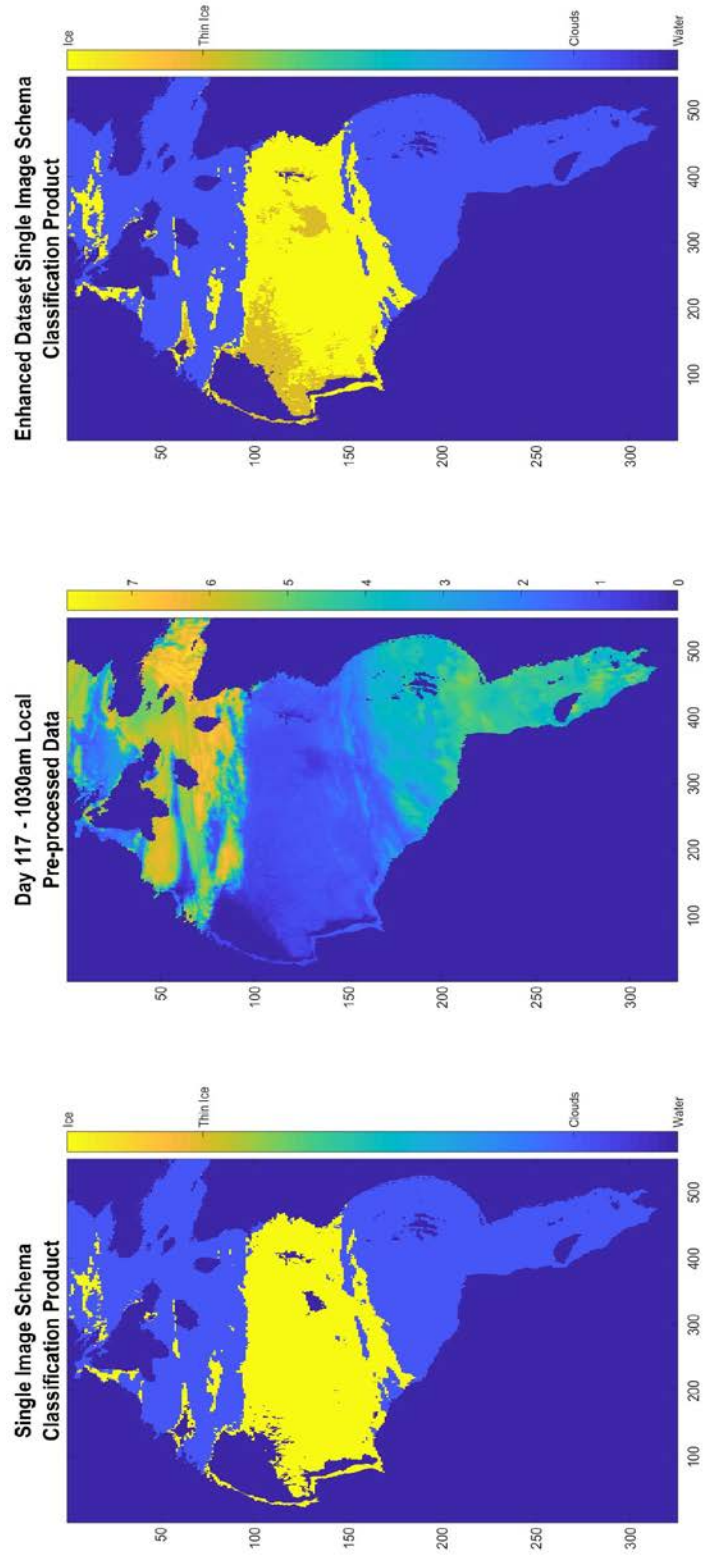 Single Image Schema
Classification Product
Ice
Thin Ice
Clouds
Water
50
100
150
200
250
300
100
200
300
400
500
Day 117 - 1030am Local
Pre-processed Data
7
6
5
4
3
2
1
0
50
100
150
200
250
300
100
200
300
400
500
Enhanced Dataset Single Image Schema
Classification Product
Ice
Thin Ice
Clouds
Water
50
100
150
200
250
300
100
200
300
400
500